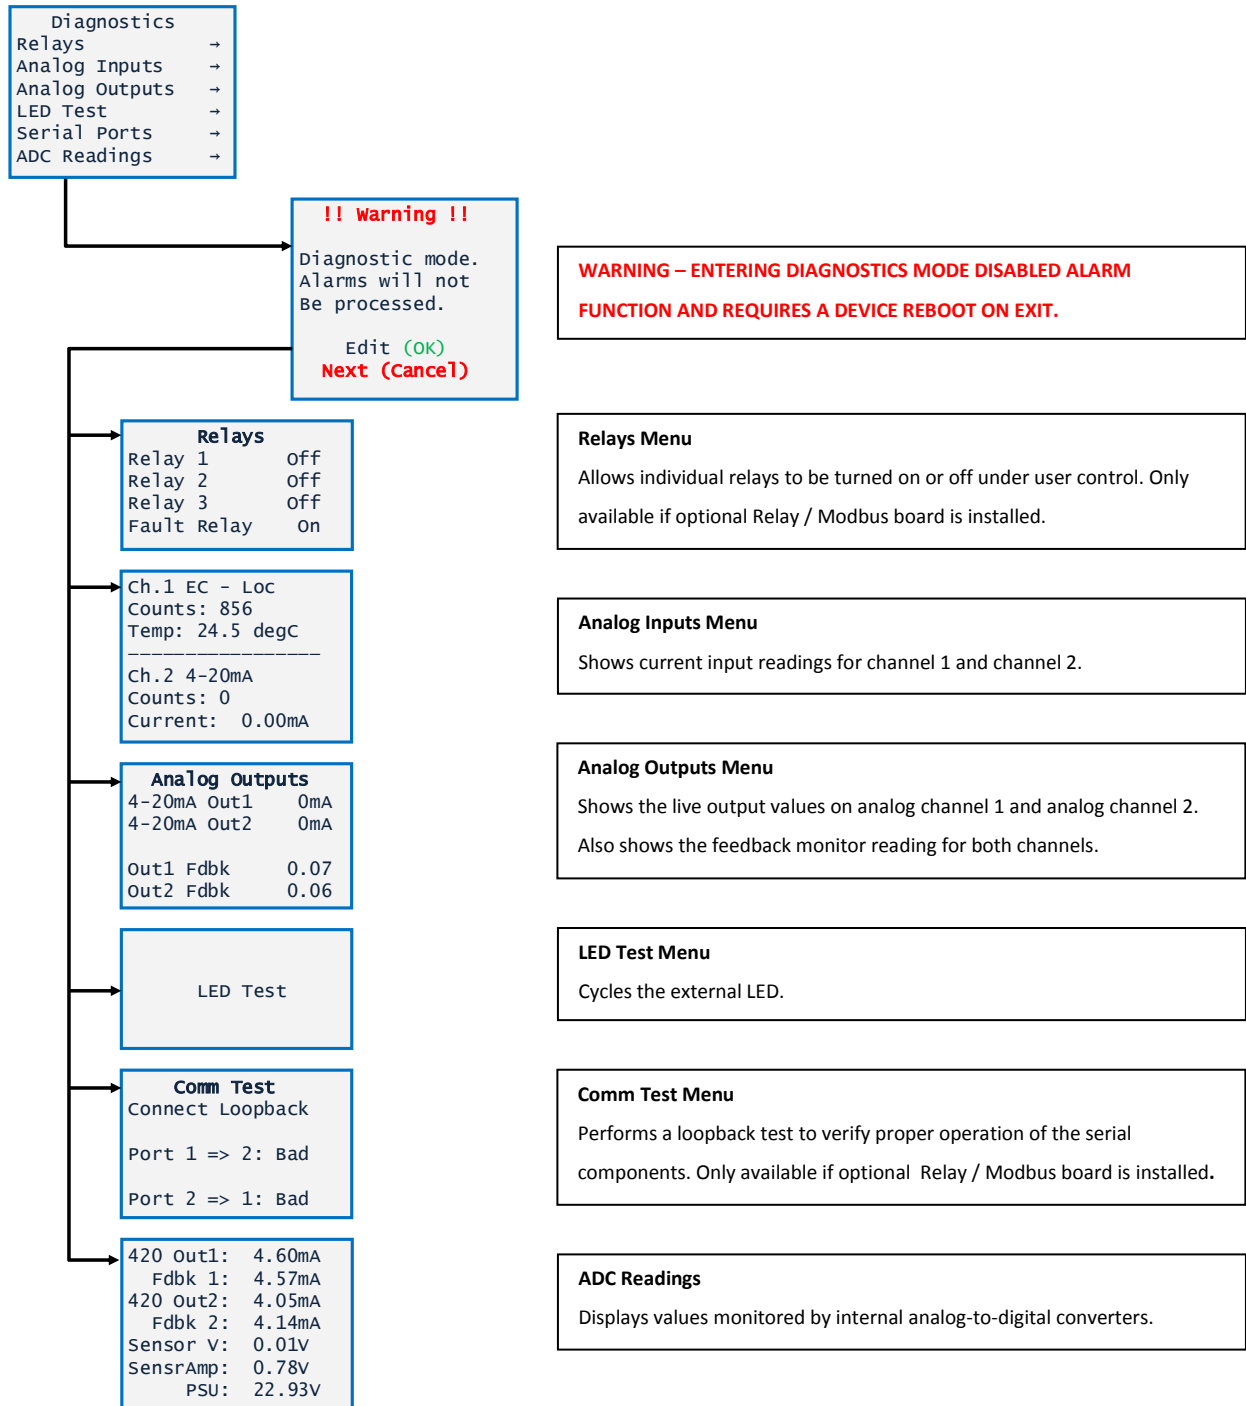 Diagnostics
Relays →
Analog Inputs →
Analog Outputs →
LED Test →
Serial Ports →
ADC Readings →
!! Warning !!
Diagnostic mode.
Alarms will not
Be processed.
Edit (OK)
Next (Cancel)
WARNING – ENTERING DIAGNOSTICS MODE DISABLED ALARM
FUNCTION AND REQUIRES A DEVICE REBOOT ON EXIT.
Relays
Relay 1 Off
Relay 2 Off
Relay 3 Off
Fault Relay On
Relays Menu
Allows individual relays to be turned on or off under user control. Only
available if optional Relay / Modbus board is installed.
Ch.1 EC - Loc
Counts: 856
Temp: 24.5 degC
Ch.2 4-20mA
Counts: 0
Current: 0.00mA
Analog Inputs Menu
Shows current input readings for channel 1 and channel 2.
Analog Outputs
4-20mA Out1 0mA
4-20mA Out2 0mA
Out1 Fdbk 0.07
Out2 Fdbk 0.06
Analog Outputs Menu
Shows the live output values on analog channel 1 and analog channel 2.
Also shows the feedback monitor reading for both channels.
LED Test
LED Test Menu
Cycles the external LED.
Comm Test
Connect Loopback
Port 1 => 2: Bad
Port 2 => 1: Bad
Comm Test Menu
Performs a loopback test to verify proper operation of the serial
components. Only available if optional Relay / Modbus board is installed.
420 Out1: 4.60mA
Fdbk 1: 4.57mA
420 Out2: 4.05mA
Fdbk 2: 4.14mA
Sensor V: 0.01V
SensrAmp: 0.78V
PSU: 22.93V
ADC Readings
Displays values monitored by internal analog-to-digital converters.